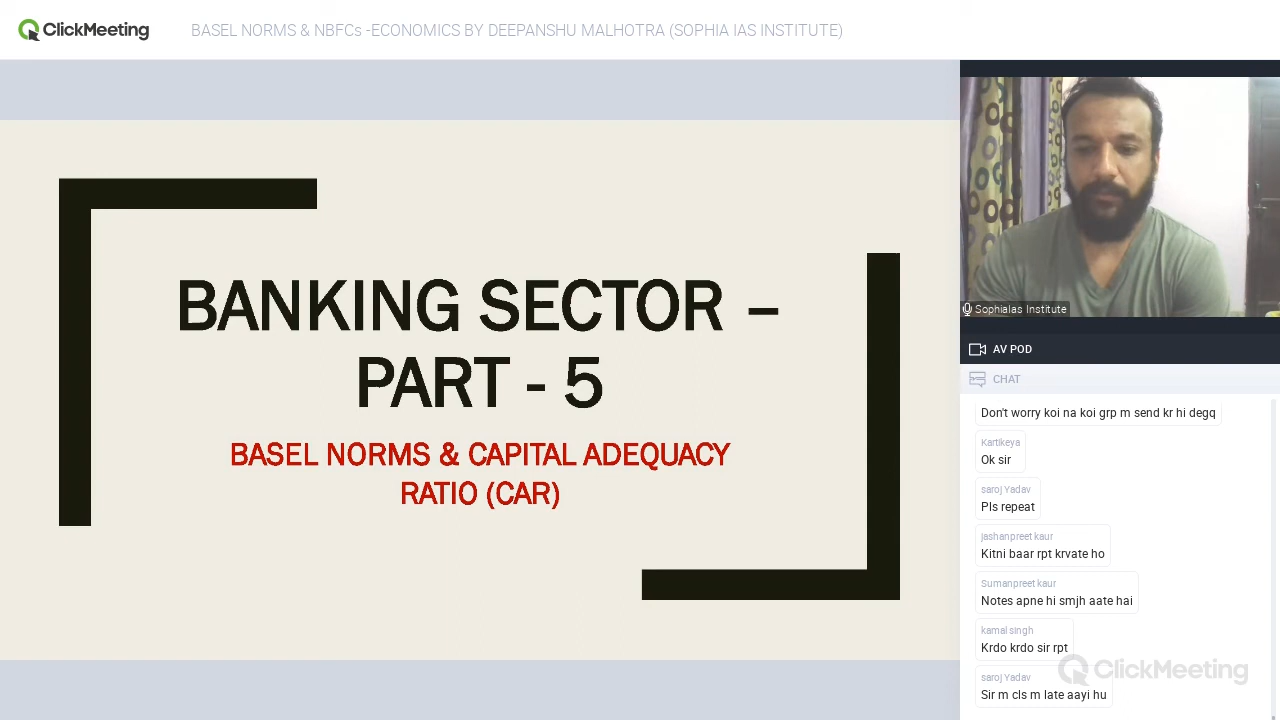 ClickMeeting
BASEL NORMS & NBFCs -ECONOMICS BY DEEPANSHU MALHOTRA (SOPHIA IAS INSTITUTE)
BANKING SECTOR –
PART - 5
BASEL NORMS & CAPITAL ADEQUACY
RATIO (CAR)
SophiaIas Institute
AV POD
CHAT
Don't worry koi na koi grp m send kr hi degq
Kartikeya
Ok sir
saroj Yadav
Pls repeat
jashanpreet kaur
Kitni baar rpt krvate ho
Sumanpreet kaur
Notes apne hi smjh aate hai
kamal singh
Krdo krdo sir rpt
saroj Yadav
Sir m cls m late aayi hu
ClickMeeting